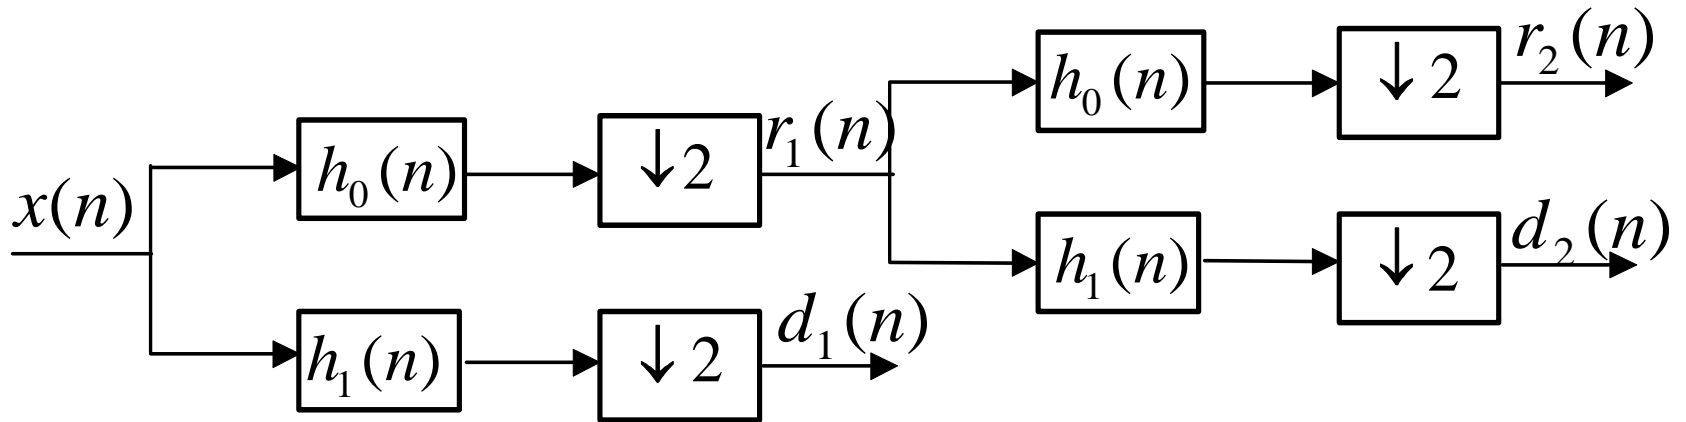 x(n)
h₀(n)
↓2
r₁(n)
h₀(n)
↓2
r₂(n)
h₁(n)
↓2
d₂(n)
h₁(n)
↓2
d₁(n)